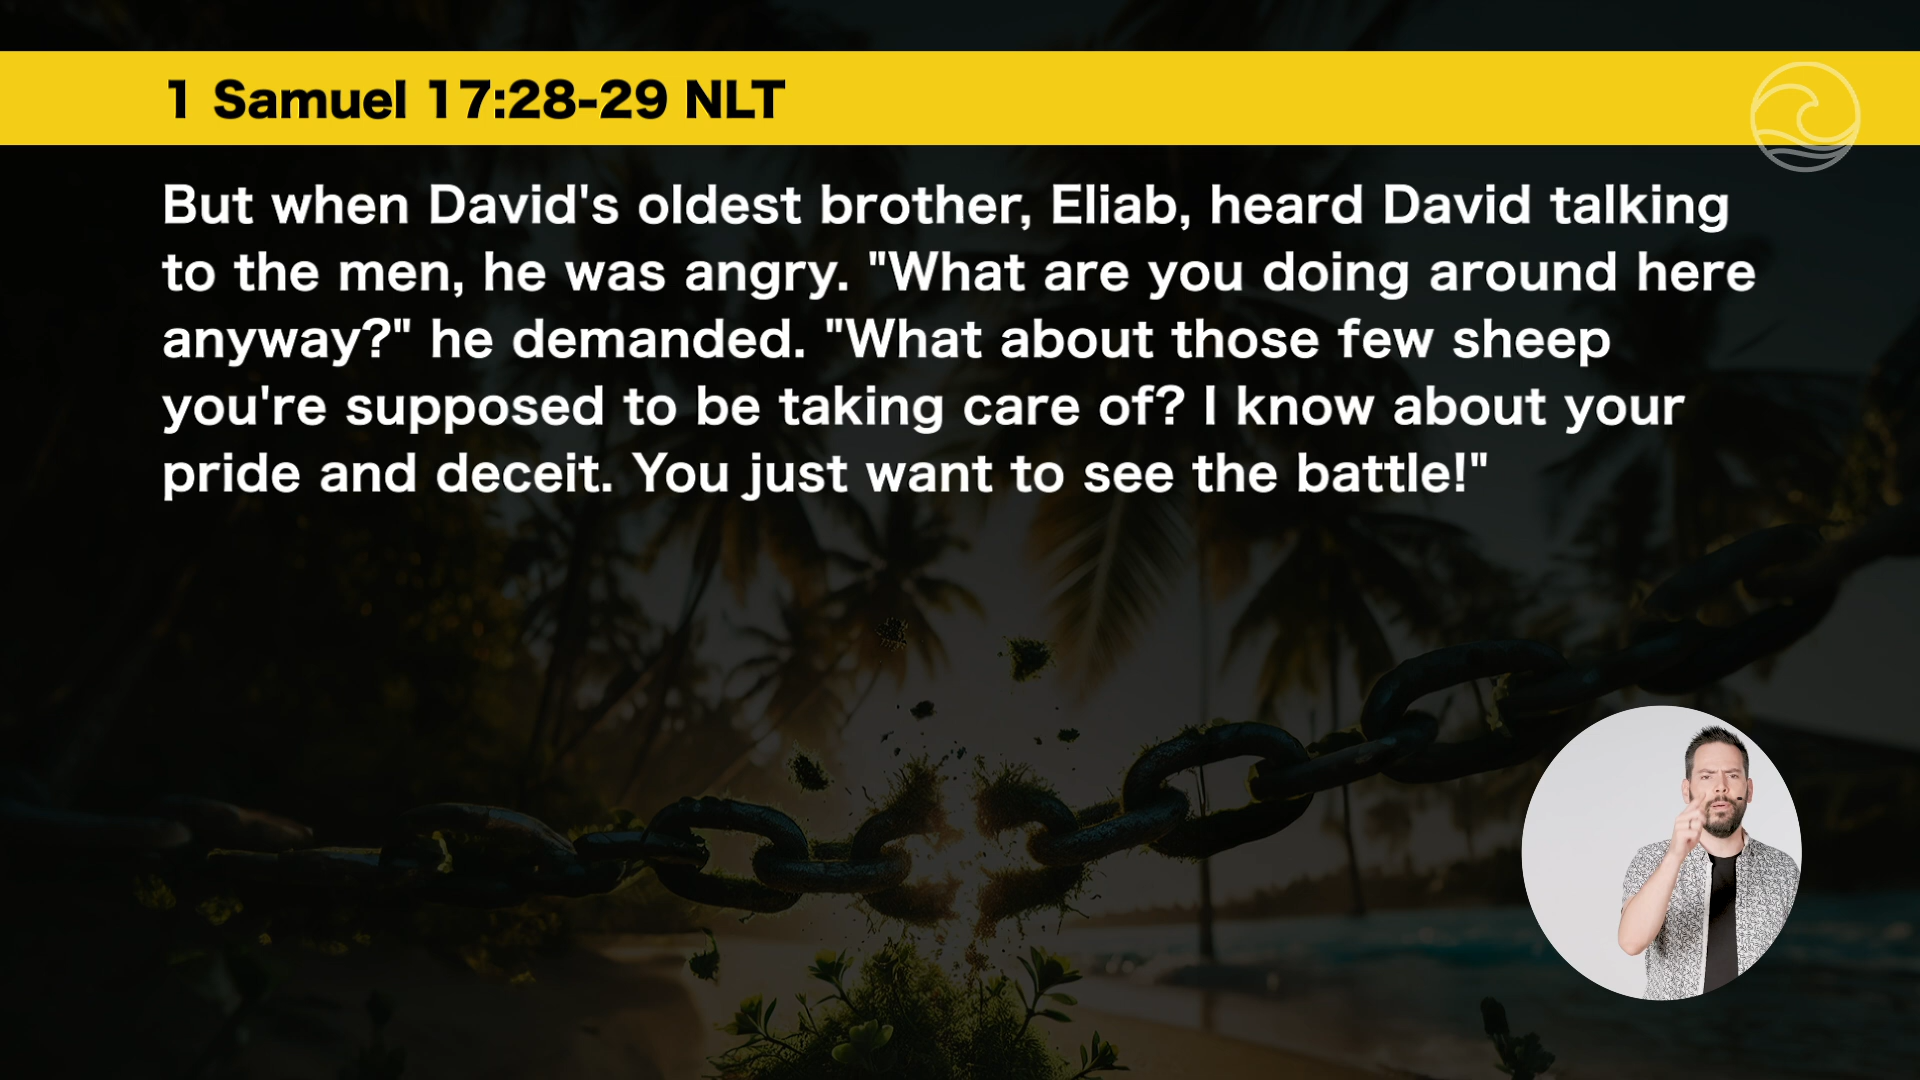 1 Samuel 17:28-29 NLT
But when David's oldest brother, Eliab, heard David talking
to the men, he was angry. "What are you doing around here
anyway?" he demanded. "What about those few sheep
you're supposed to be taking care of? I know about your
pride and deceit. You just want to see the battle!"